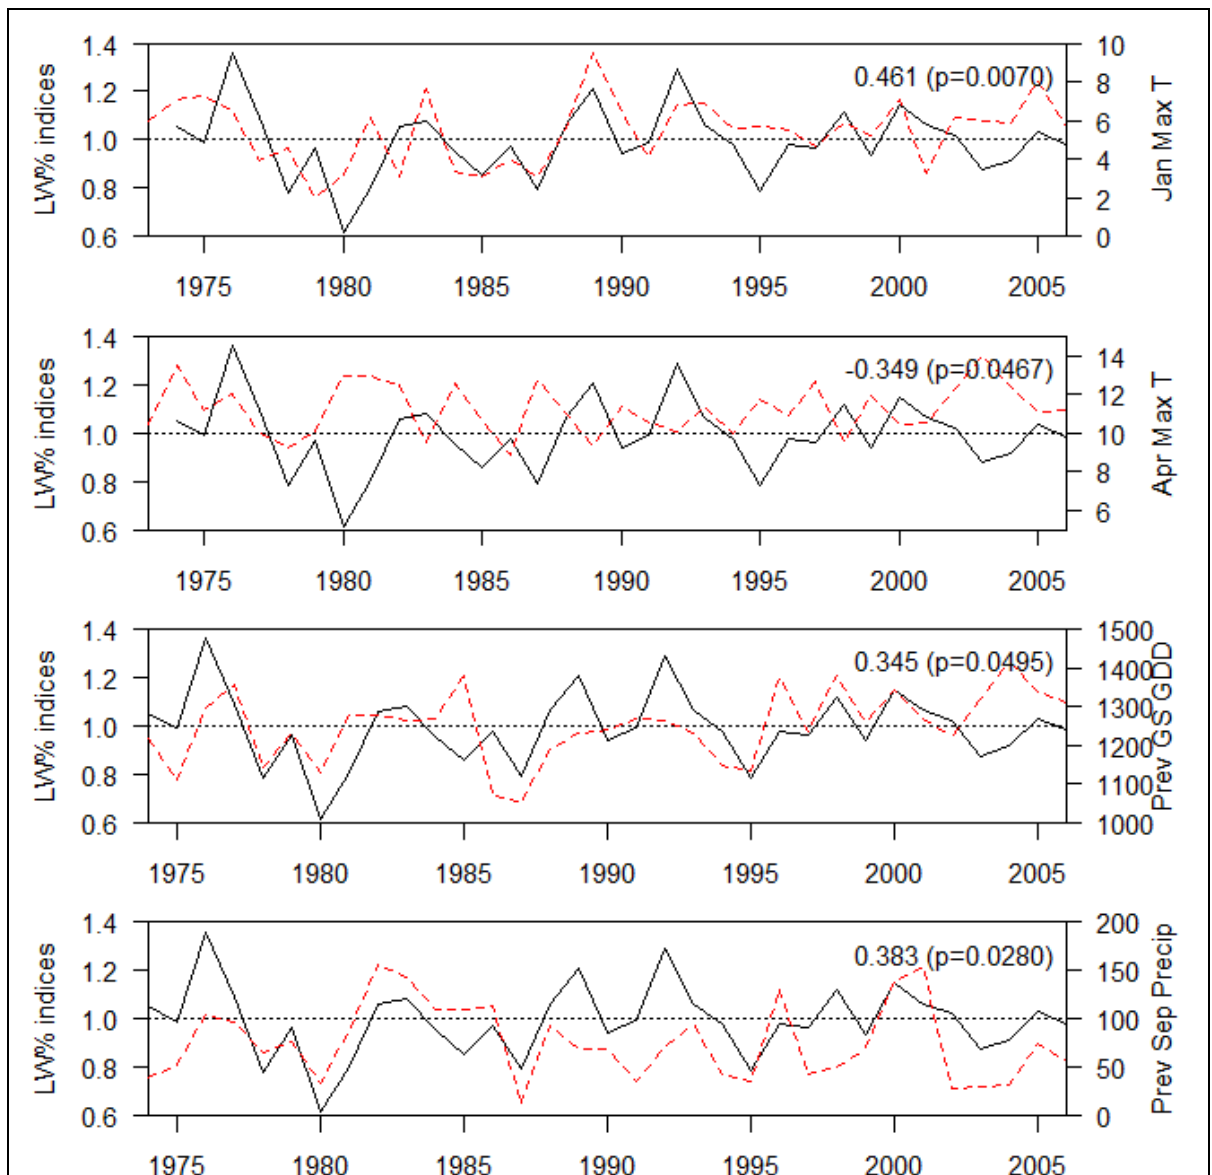 LW% indices
1.4
1.2
1.0
0.8
0.6
0.461 (p=0.0070)
10
8
6
4
2
0
Jan Max T
1975 1980 1985 1990 1995 2000 2005
LW% indices
1.4
1.2
1.0
0.8
0.6
-0.349 (p=0.0467)
14
12
10
8
6
Apr Max T
1975 1980 1985 1990 1995 2000 2005
LW% indices
1.4
1.2
1.0
0.8
0.6
0.345 (p=0.0495)
1500
1400
1300
1200
1100
1000
Prev GS GDD
1975 1980 1985 1990 1995 2000 2005
LW% indices
1.4
1.2
1.0
0.8
0.6
0.383 (p=0.0280)
200
150
100
50
0
Prev Sep Precip
1975 1980 1985 1990 1995 2000 2005